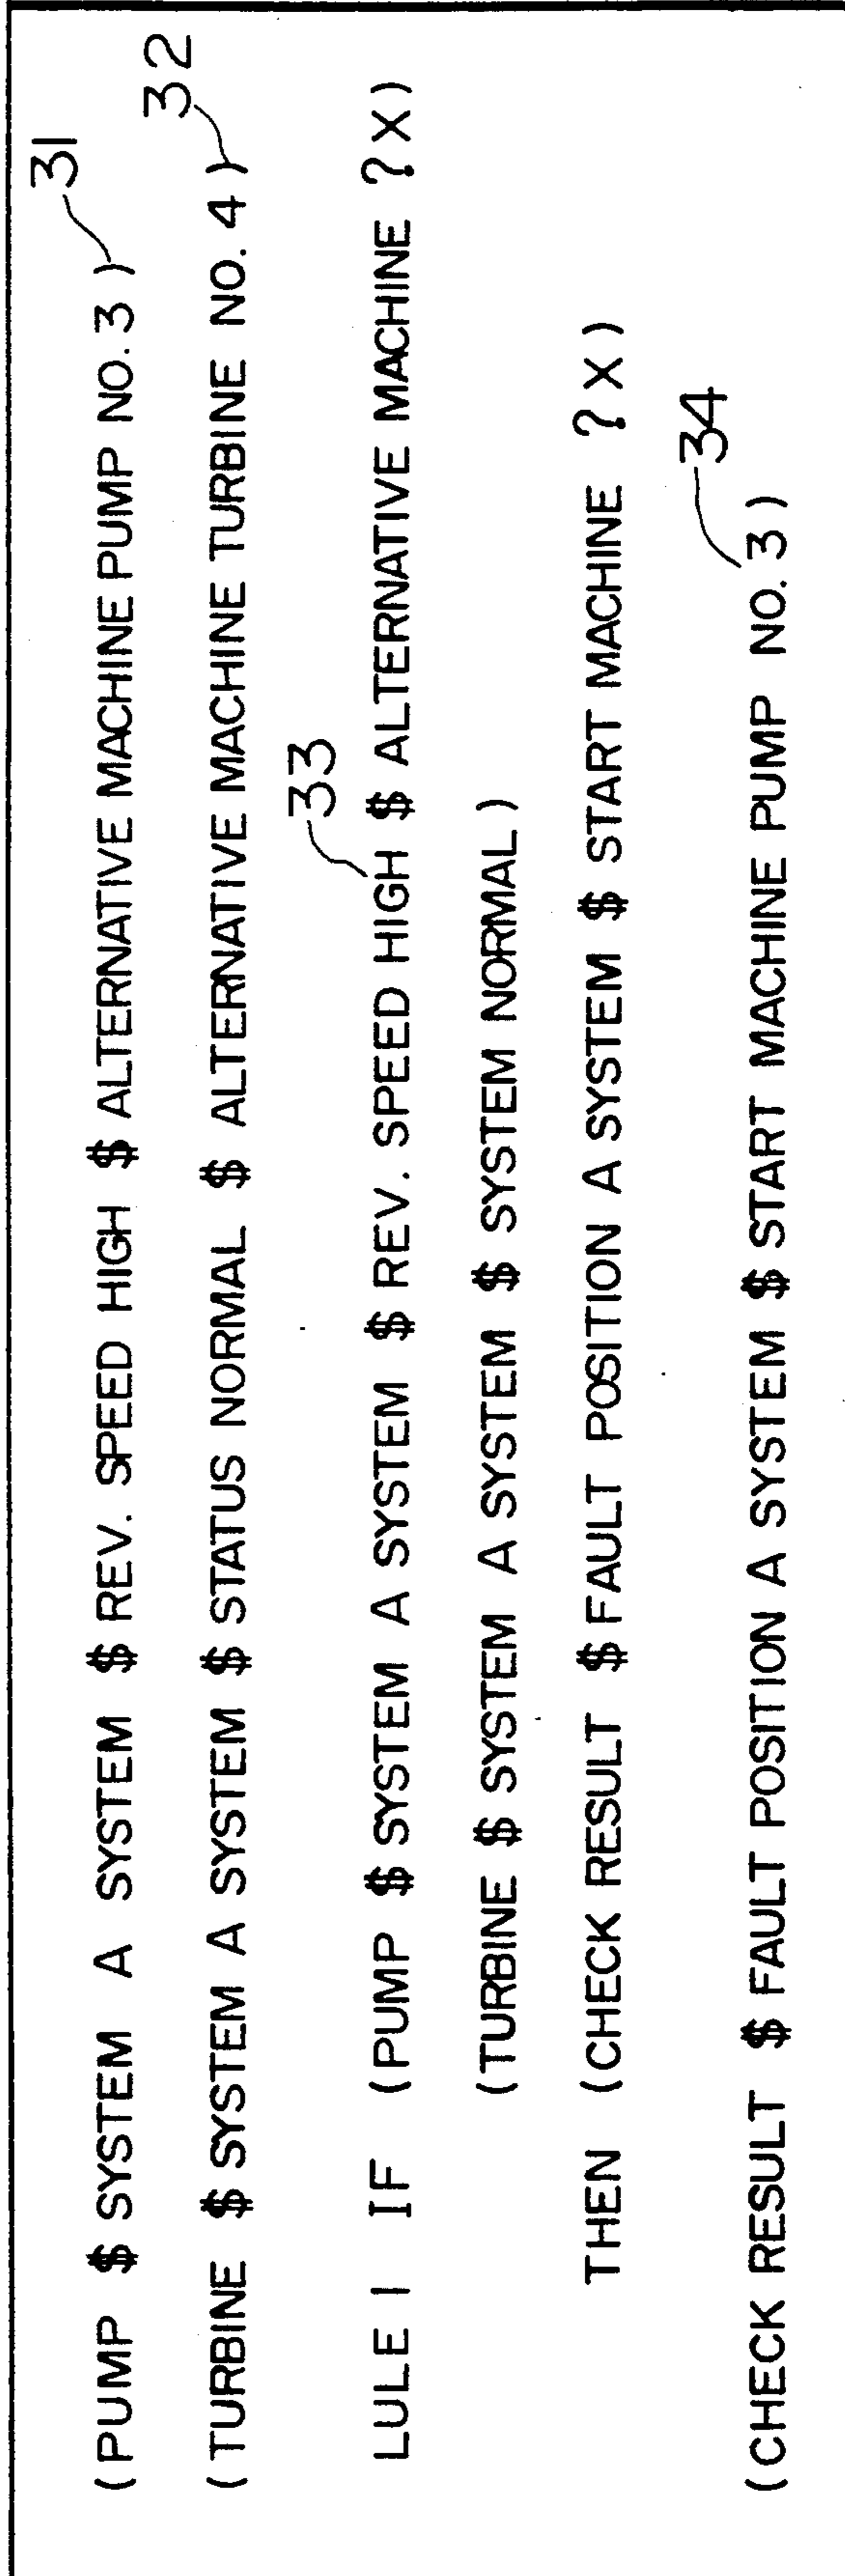 (PUMP $ SYSTEM A SYSTEM $ REV. SPEED HIGH $ ALTERNATIVE MACHINE PUMP NO. 3 ) 31
(TURBINE $ SYSTEM A SYSTEM $ STATUS NORMAL $ ALTERNATIVE MACHINE TURBINE NO. 4 ) 32
33
LULE 1 IF (PUMP $ SYSTEM A SYSTEM $ REV. SPEED HIGH $ ALTERNATIVE MACHINE ? X )
(TURBINE $ SYSTEM A SYSTEM $ SYSTEM NORMAL )
THEN (CHECK RESULT $ FAULT POSITION A SYSTEM $ START MACHINE ? X )
34
(CHECK RESULT $ FAULT POSITION A SYSTEM $ START MACHINE PUMP NO. 3 )